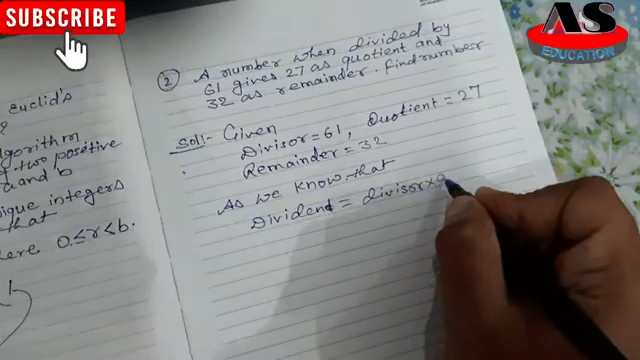 SUBSCRIBE
AS
EDUCATION
Euclid's
lgorithm
two positive
a and b
ique integers
that
ere 0≤r<b.
② A number when divided by
61 gives 27 as quotient and
32 as remainder. Find number
Sol:- Given
Divisor=61, Quotient=27
Remainder=32
As we know that
Divident = divisor×